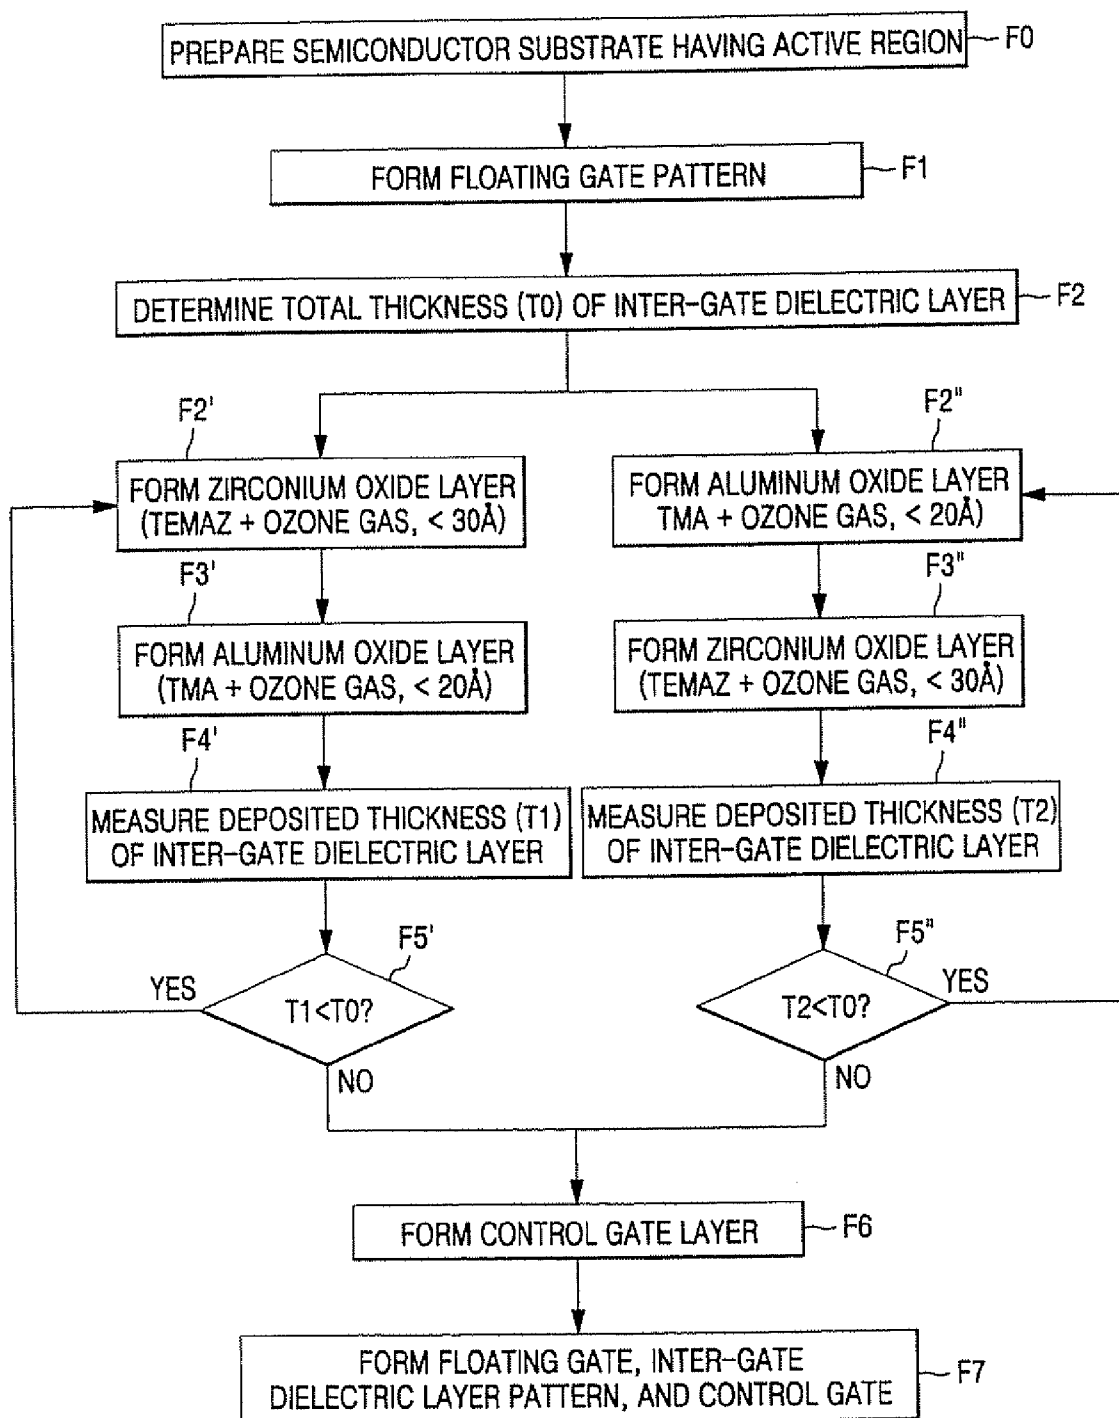 PREPARE SEMICONDUCTOR SUBSTRATE HAVING ACTIVE REGION
F0
FORM FLOATING GATE PATTERN
F1
DETERMINE TOTAL THICKNESS (T0) OF INTER-GATE DIELECTRIC LAYER
F2
F2'
FORM ZIRCONIUM OXIDE LAYER
(TEMAZ + OZONE GAS, < 30Å)
F3'
FORM ALUMINUM OXIDE LAYER
(TMA + OZONE GAS, < 20Å)
F4'
MEASURE DEPOSITED THICKNESS (T1)
OF INTER-GATE DIELECTRIC LAYER
F5'
YES
T1<T0?
NO
F2"
FORM ALUMINUM OXIDE LAYER
TMA + OZONE GAS, < 20Å)
F3"
FORM ZIRCONIUM OXIDE LAYER
(TEMAZ + OZONE GAS, < 30Å)
F4"
MEASURE DEPOSITED THICKNESS (T2)
OF INTER-GATE DIELECTRIC LAYER
F5"
YES
T2<T0?
NO
FORM CONTROL GATE LAYER
F6
FORM FLOATING GATE, INTER-GATE
DIELECTRIC LAYER PATTERN, AND CONTROL GATE
F7